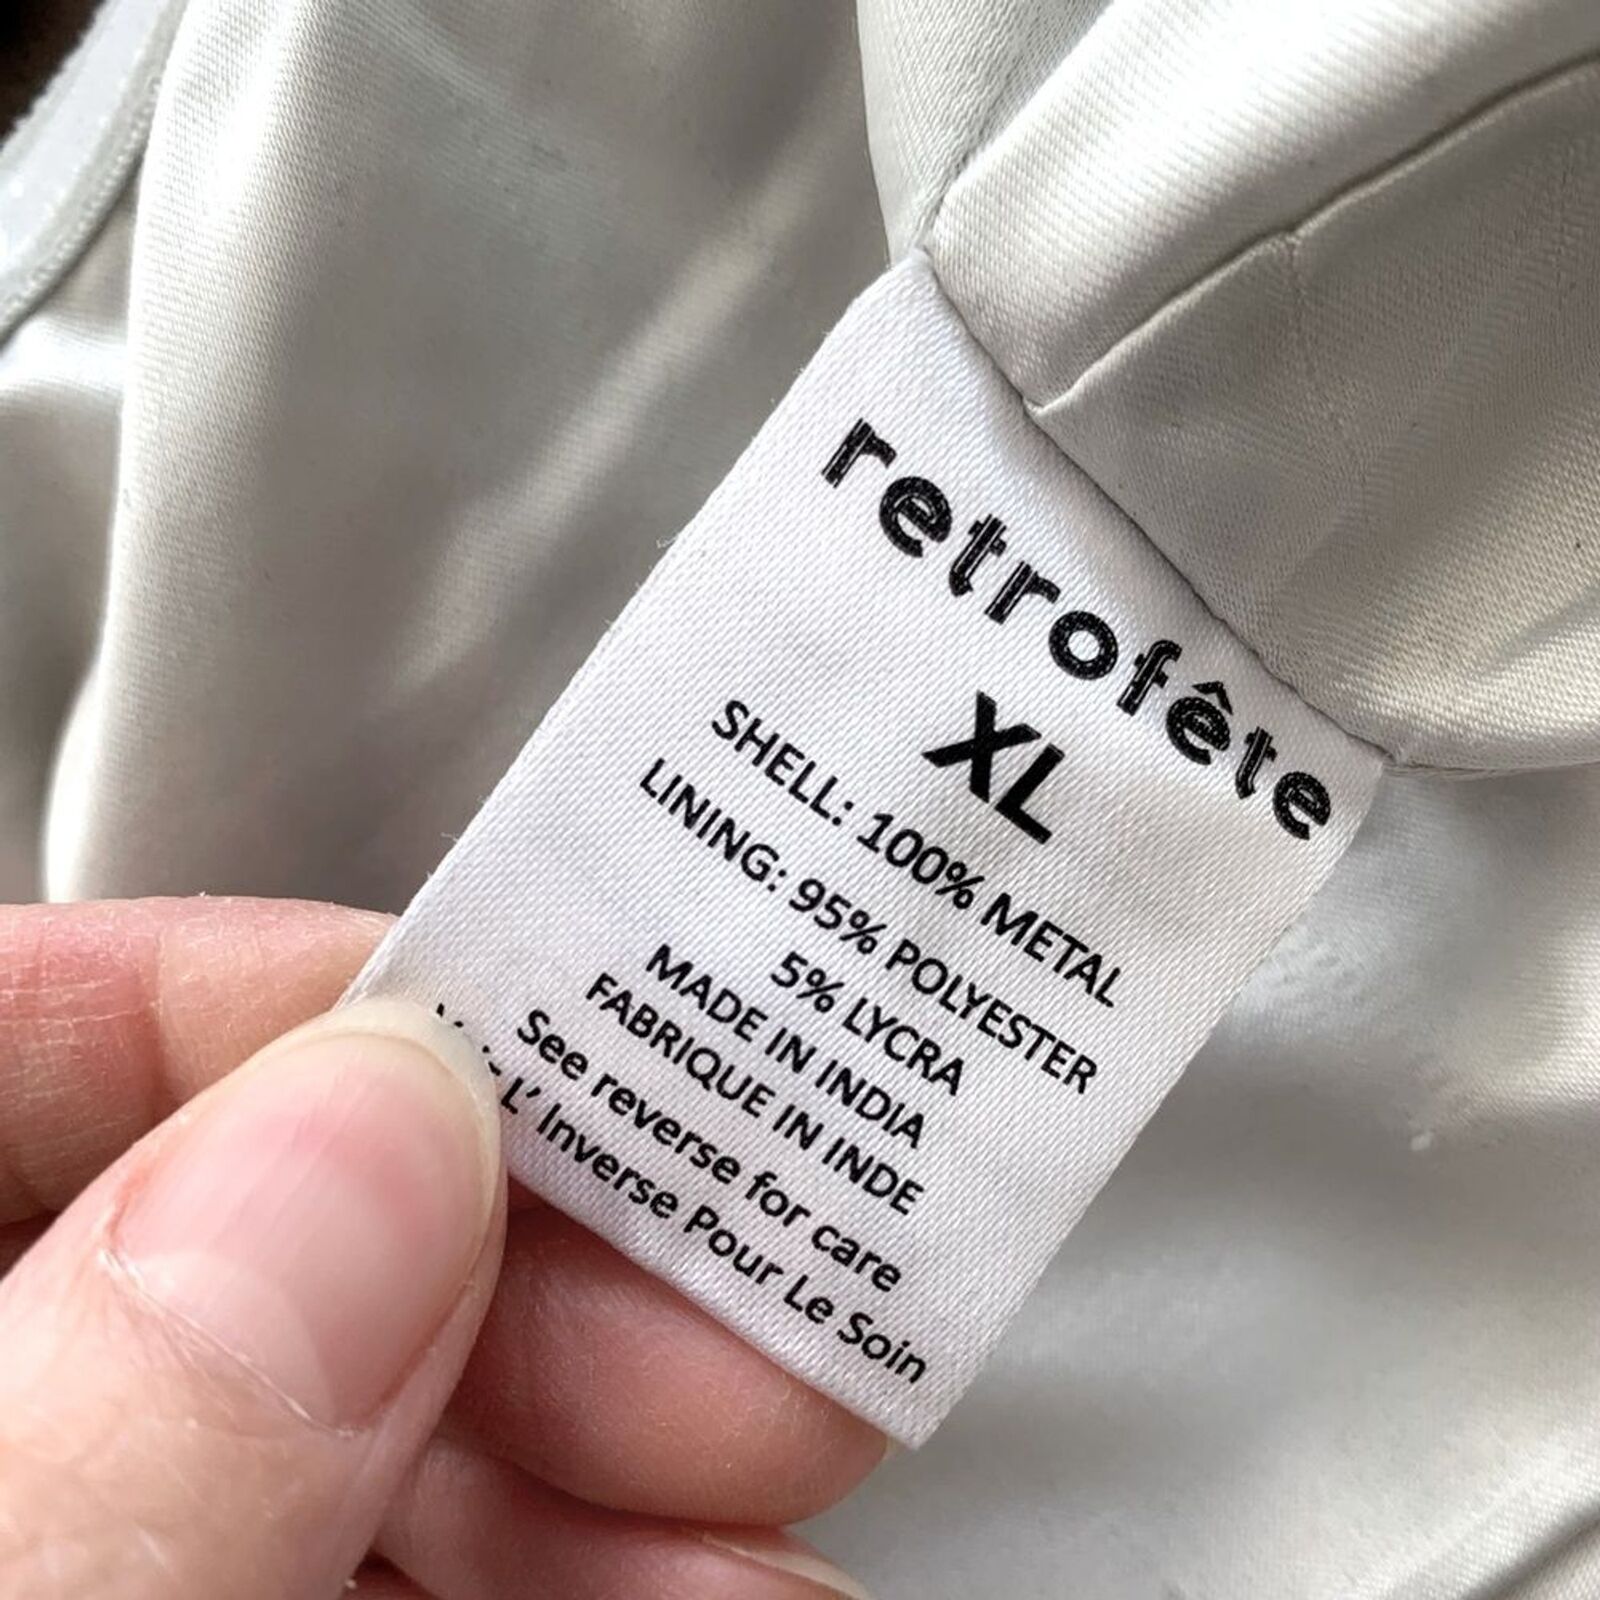 retrofête
XL
SHELL: 100% METAL
LINING: 95% POLYESTER
5% LYCRA
MADE IN INDIA
FABRIQUE IN INDE
See reverse for care
L' Inverse Pour Le Soin